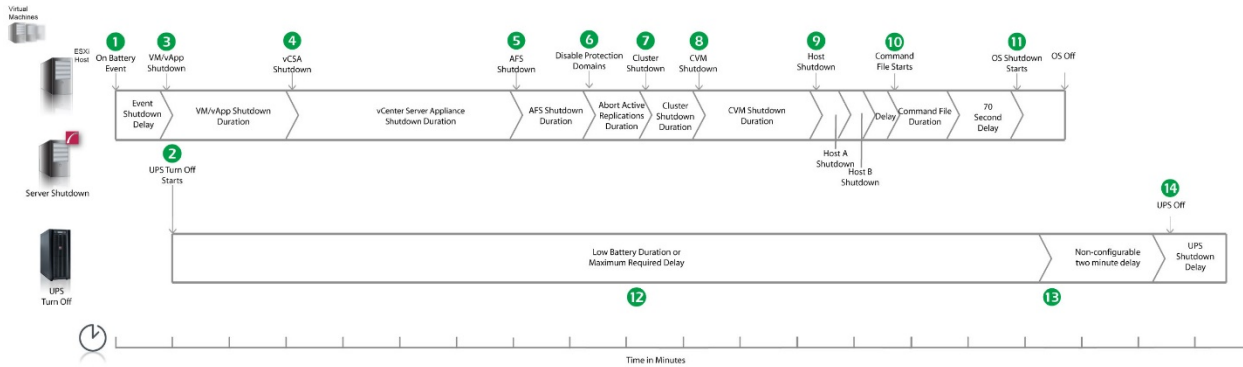 Virtual
Machines
ESXi
Host
1
On Battery
Event
3
VM/vApp
Shutdown
4
vCSA
Shutdown
5
AFS
Shutdown
6
Disable Protection
Domains
7
Cluster
Shutdown
8
CVM
Shutdown
9
Host
Shutdown
10
Command
File Starts
11
OS Shutdown
Starts
OS Off
Event
Shutdown
Delay
VM/vApp Shutdown
Duration
vCenter Server Appliance
Shutdown Duration
AFS Shutdown
Duration
Abort Active
Replications
Duration
Cluster
Shutdown
Duration
CVM Shutdown
Duration
Delay
Command File
Duration
70
Second
Delay
Host A
Shutdown
Host B
Shutdown
Server Shutdown
2
UPS Turn Off
Starts
14
UPS Off
Low Battery Duration or
Maximum Required Delay
Non-configurable
two minute delay
UPS
Shutdown
Delay
UPS
Turn Off
12
13
Time in Minutes